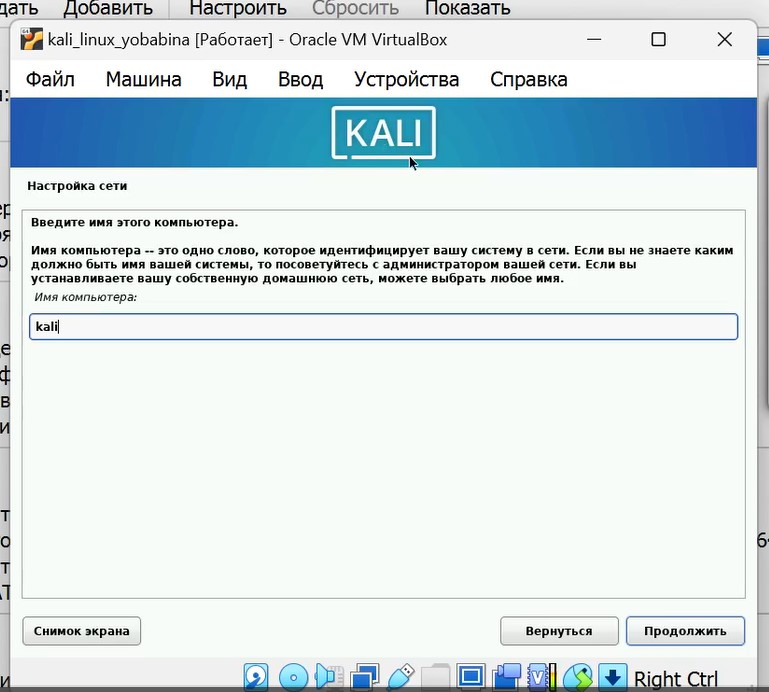 дать Добавить Настроить Сбросить Показать
kali_linux_yobabina [Работает] - Oracle VM VirtualBox
Файл Машина Вид Ввод Устройства Справка
KALI
Настройка сети
Введите имя этого компьютера.
Имя компьютера -- это одно слово, которое идентифицирует вашу систему в сети. Если вы не знаете каким
должно быть имя вашей системы, то посоветуйтесь с администратором вашей сети. Если вы
устанавливаете вашу собственную домашнюю сеть, можете выбрать любое имя.
Имя компьютера:
kali
Снимок экрана Вернуться Продолжить
Right Ctrl